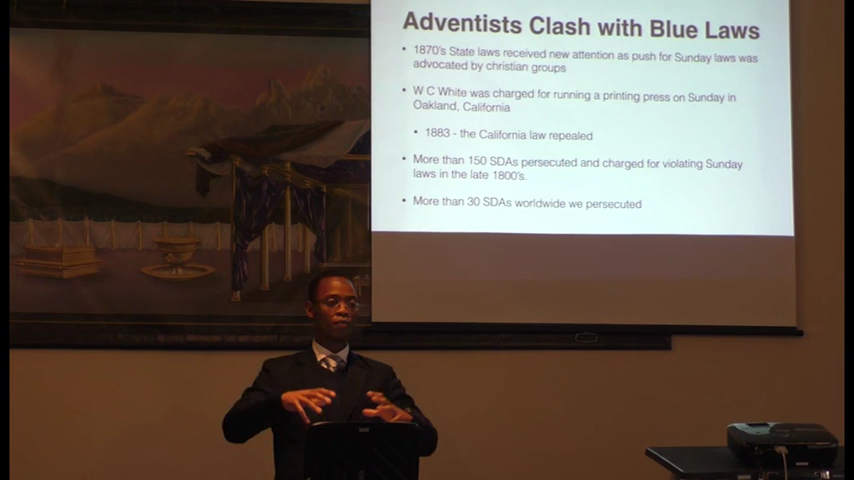 Adventists Clash with Blue Laws
• 1870's State laws received new attention as push for Sunday laws was
advocated by christian groups
• W C White was charged for running a printing press on Sunday in
Oakland, California
• 1883 - the California law repealed
• More than 150 SDAs persecuted and charged for violating Sunday
laws in the late 1800's.
• More than 30 SDAs worldwide we persecuted